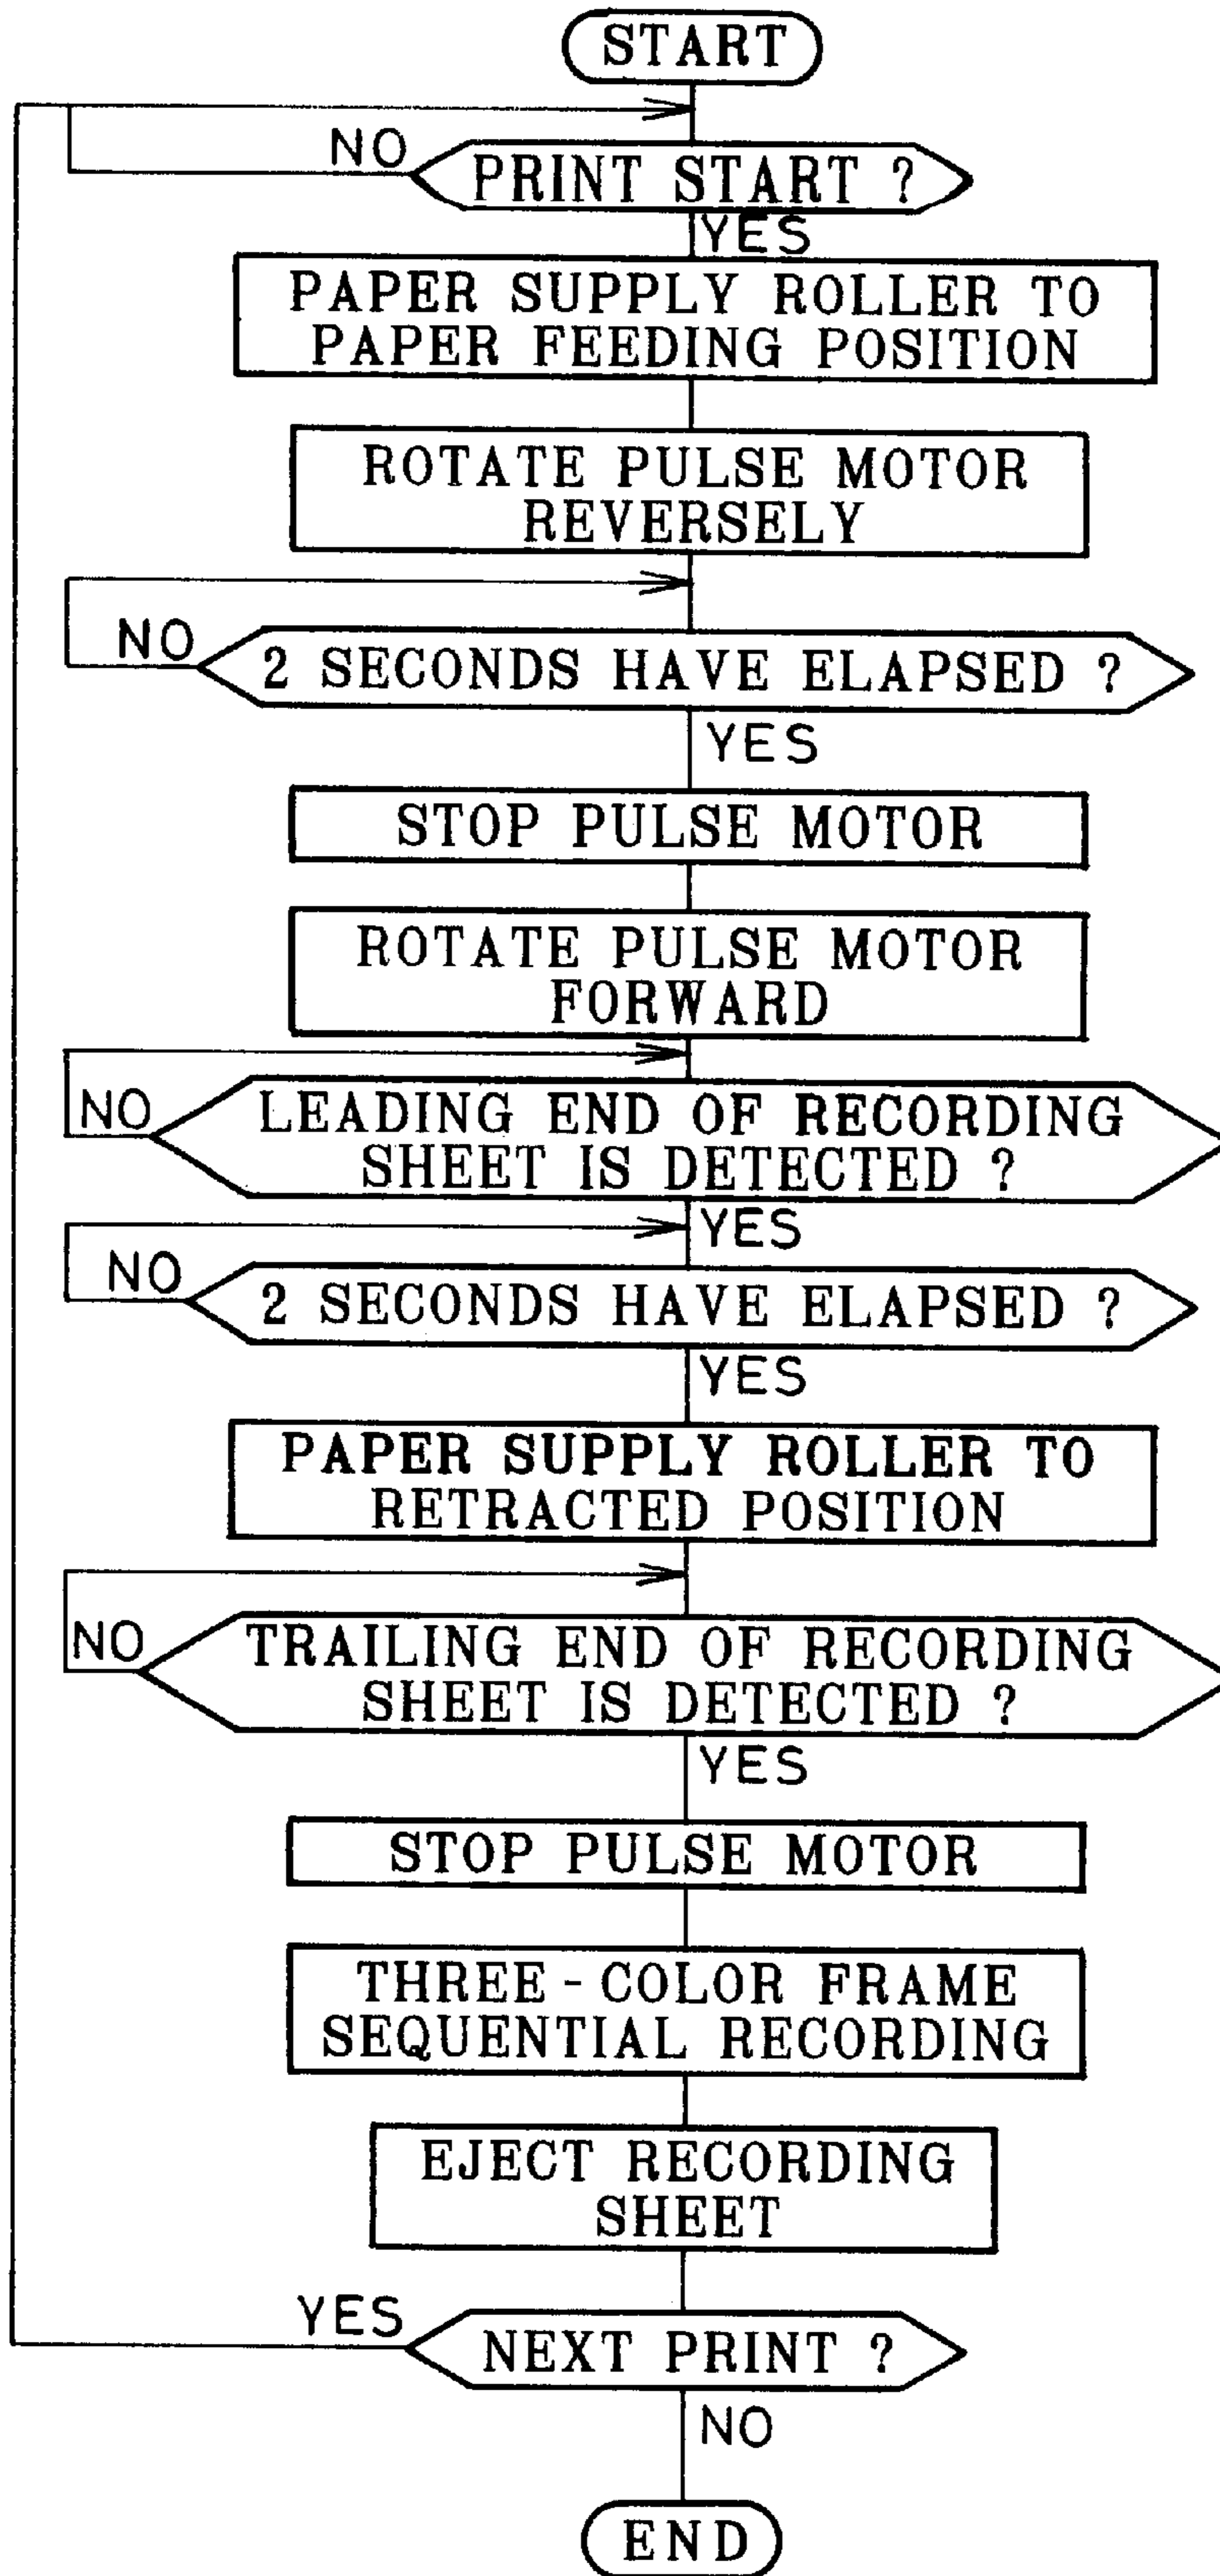 START
NO
PRINT START ?
YES
PAPER SUPPLY ROLLER TO
PAPER FEEDING POSITION
ROTATE PULSE MOTOR
REVERSELY
NO
2 SECONDS HAVE ELAPSED ?
YES
STOP PULSE MOTOR
ROTATE PULSE MOTOR
FORWARD
NO
LEADING END OF RECORDING
SHEET IS DETECTED ?
YES
NO
2 SECONDS HAVE ELAPSED ?
YES
PAPER SUPPLY ROLLER TO
RETRACTED POSITION
NO
TRAILING END OF RECORDING
SHEET IS DETECTED ?
YES
STOP PULSE MOTOR
THREE-COLOR FRAME
SEQUENTIAL RECORDING
EJECT RECORDING
SHEET
YES
NEXT PRINT ?
NO
END